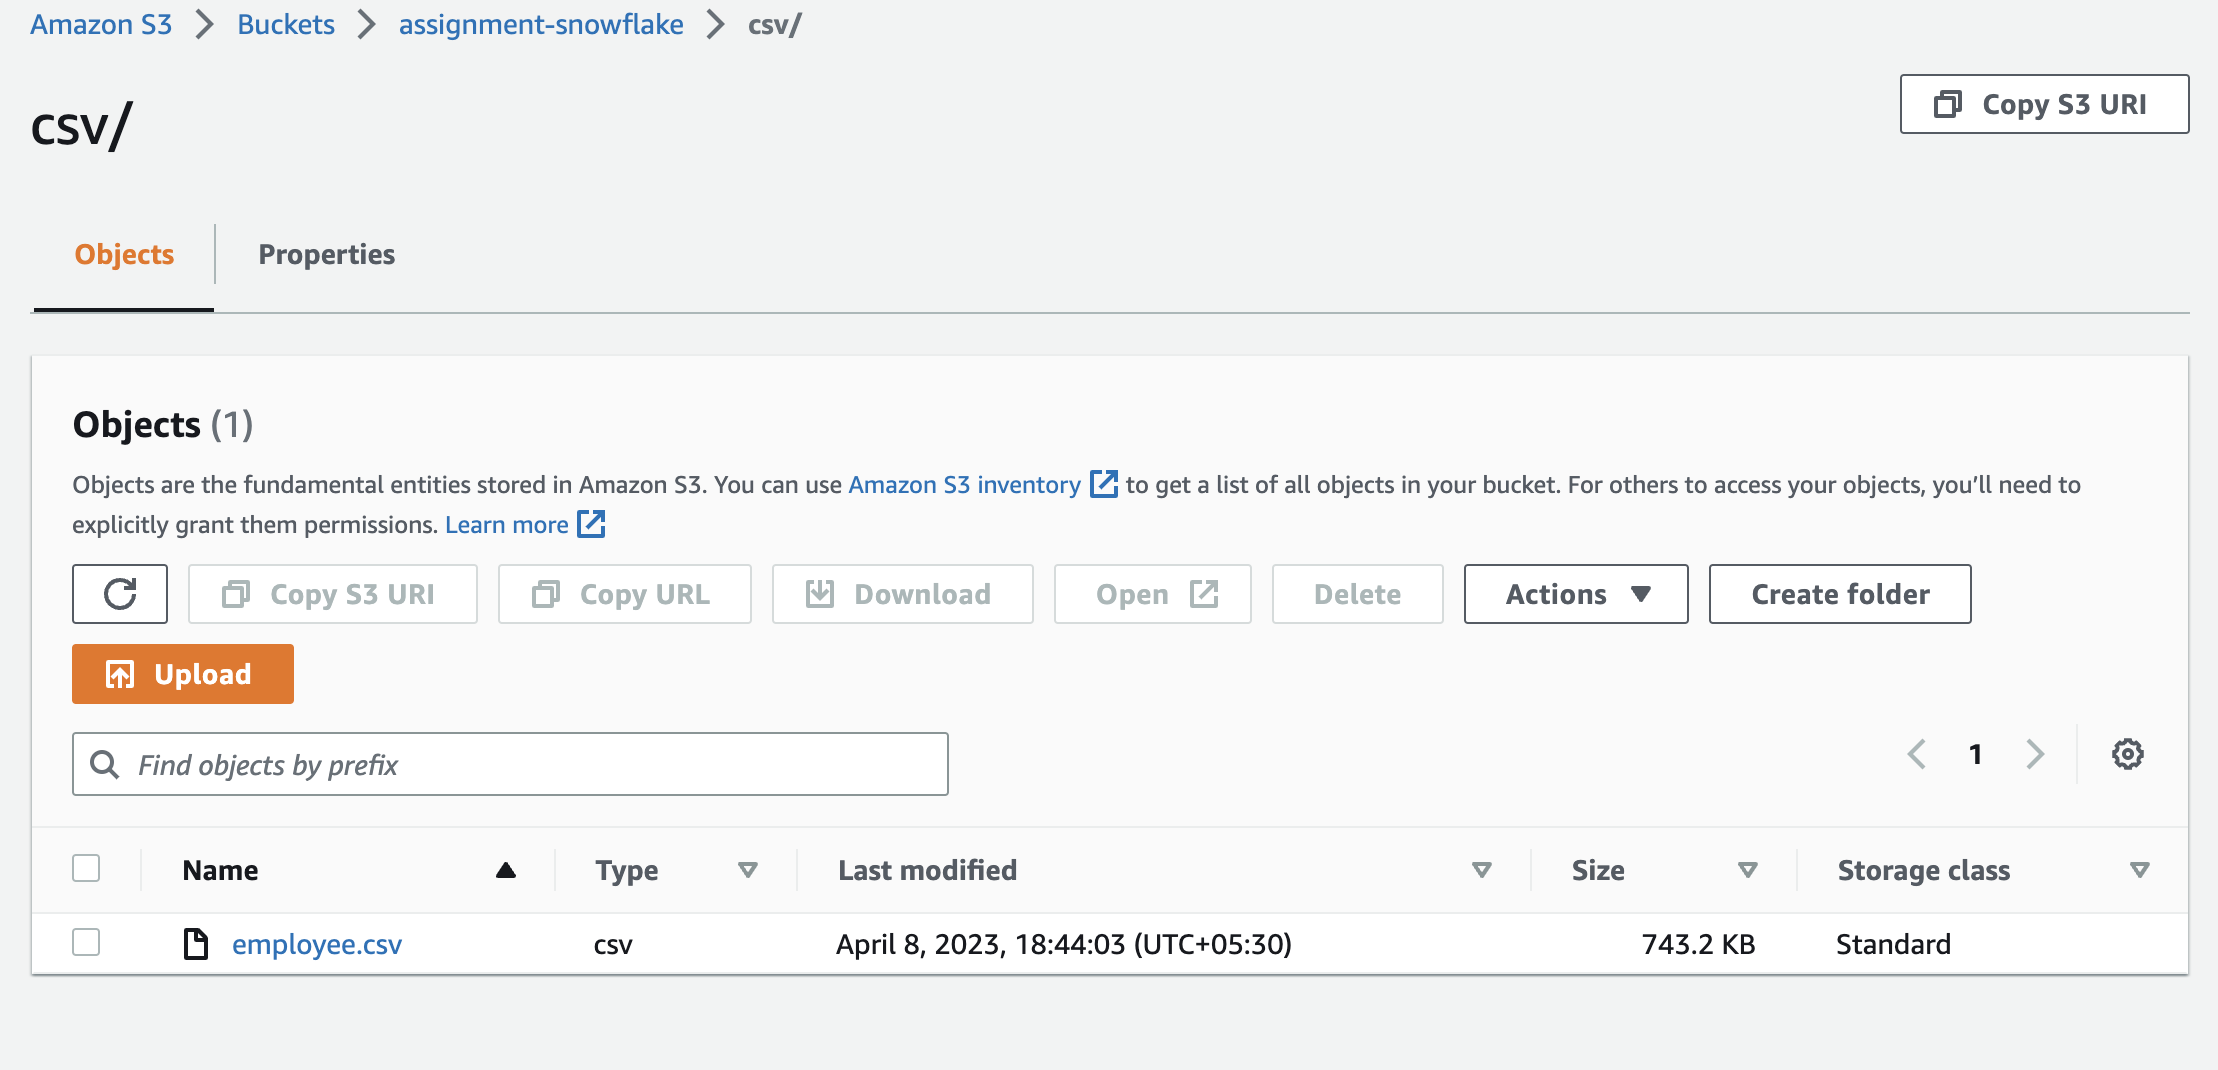 Amazon S3 > Buckets > assignment-snowflake > csv/
csv/
Copy S3 URI
Objects
Properties
Objects (1)
Objects are the fundamental entities stored in Amazon S3. You can use Amazon S3 inventory to get a list of all objects in your bucket. For others to access your objects, you'll need to
explicitly grant them permissions. Learn more
Copy S3 URI Copy URL Download Open Delete Actions Create folder
Upload
Find objects by prefix
1
Name Type Last modified Size Storage class
employee.csv csv April 8, 2023, 18:44:03 (UTC+05:30) 743.2 KB Standard